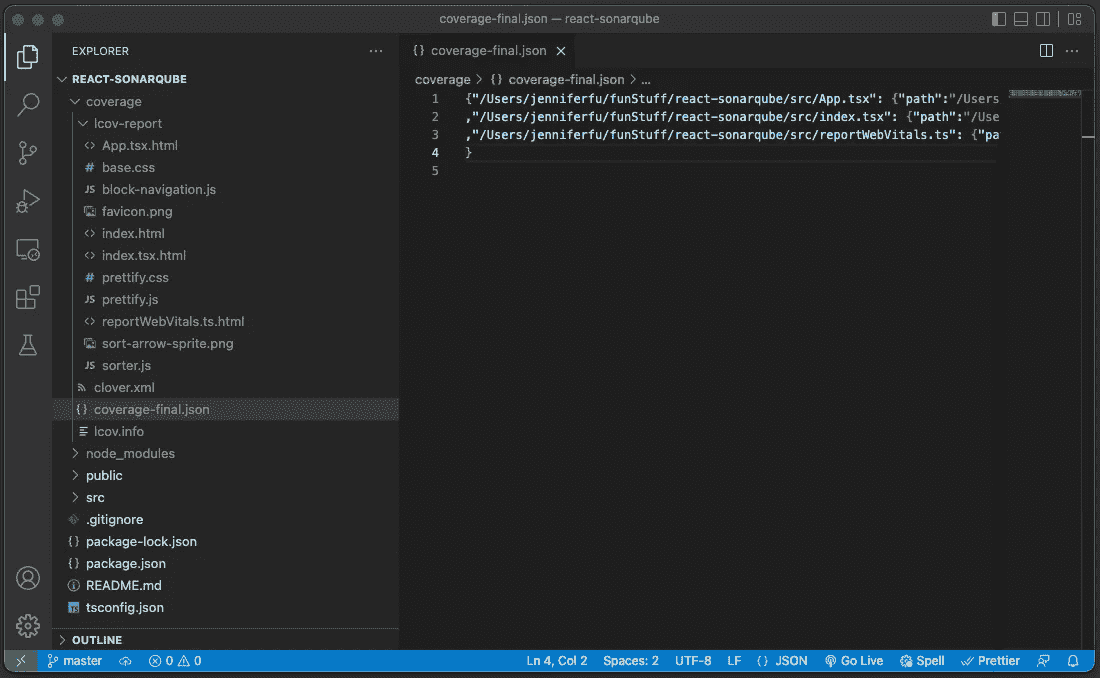 coverage-final.json — react-sonarqube
EXPLORER
REACT-SONARQUBE
coverage
lcov-report
<> App.tsx.html
# base.css
JS block-navigation.js
favicon.png
<> index.html
<> index.tsx.html
# prettify.css
JS prettify.js
<> reportWebVitals.ts.html
sort-arrow-sprite.png
JS sorter.js
clover.xml
{} coverage-final.json
lcov.info
node_modules
public
src
.gitignore
{} package-lock.json
{} package.json
README.md
TS tsconfig.json
OUTLINE
{} coverage-final.json ×
coverage > {} coverage-final.json > ...
1 {"/Users/jenniferfu/funStuff/react-sonarqube/src/App.tsx": {"path":"/Users
2 ,"/Users/jenniferfu/funStuff/react-sonarqube/src/index.tsx": {"path":"/Use
3 ,"/Users/jenniferfu/funStuff/react-sonarqube/src/reportWebVitals.ts": {"pa
4 }
5
master 0 0 Ln 4, Col 2 Spaces: 2 UTF-8 LF {} JSON Go Live Spell Prettier